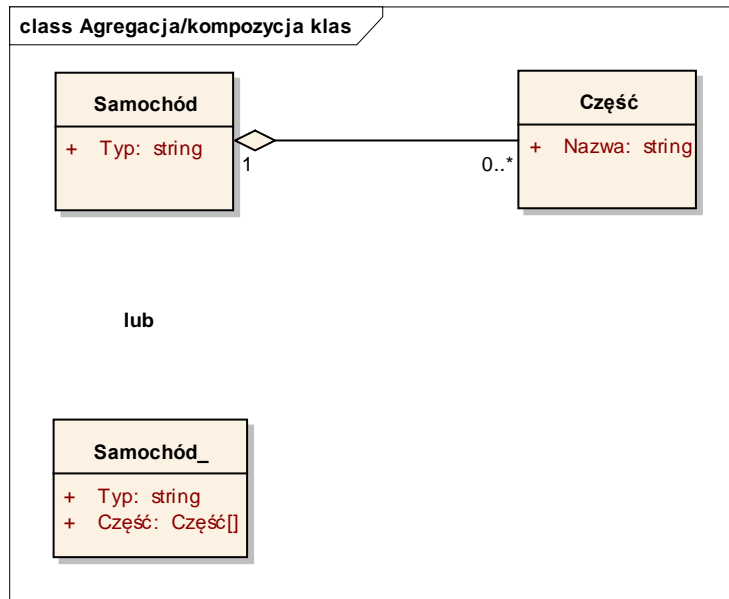 class Agregacja/kompozycja klas
Samochód
+ Typ: string
Część
+ Nazwa: string
1
0..*
lub
Samochód_
+ Typ: string
+ Część: Część[]